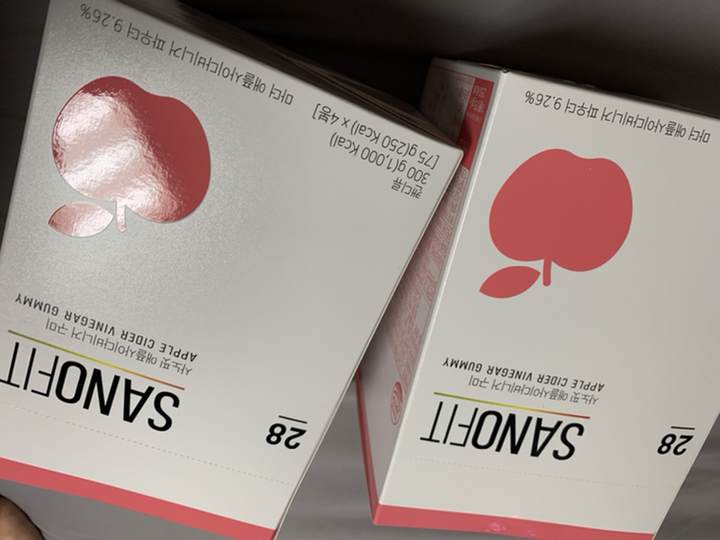 28
SANOFIT
사노핏 애플사이다비니거 구미
APPLE CIDER VINEGAR GUMMY
캔디류
300 g(1,000 Kcal)
[75 g(250 Kcal) x 4봉]
마더 애플사이다비니거 파우더 9.26%
28
SANOFIT
사노핏 애플사이다비니거 구미
APPLE CIDER VINEGAR GUMMY
마더 애플사이다비니거 파우더 9.26%